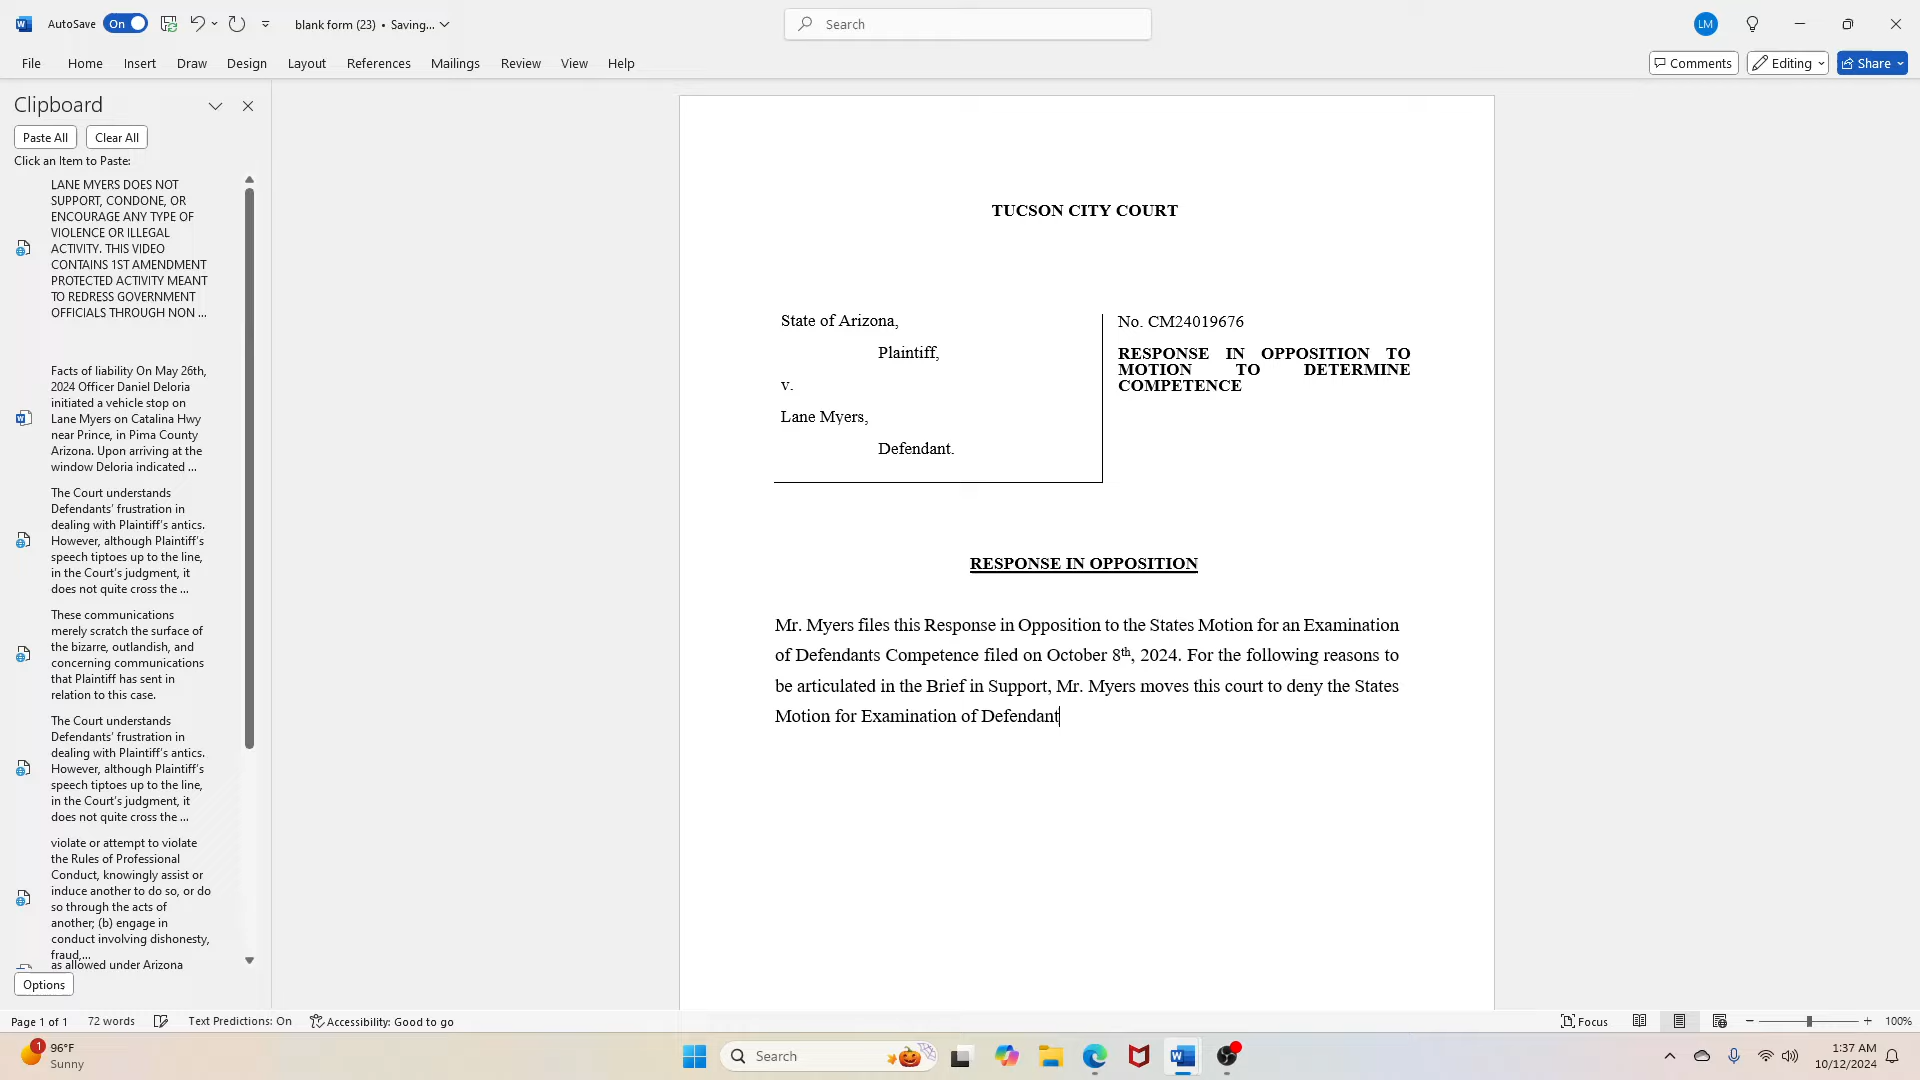 AutoSave On blank form (23) • Saving... Search LM
File Home Insert Draw Design Layout References Mailings Review View Help Comments Editing Share
Clipboard
Paste All Clear All
Click an Item to Paste:
LANE MYERS DOES NOT
SUPPORT, CONDONE, OR
ENCOURAGE ANY TYPE OF
VIOLENCE OR ILLEGAL
ACTIVITY. THIS VIDEO
CONTAINS 1ST AMENDMENT
PROTECTED ACTIVITY MEANT
TO REDRESS GOVERNMENT
OFFICIALS THROUGH NON ...
Facts of liability On May 26th,
2024 Officer Daniel Deloria
initiated a vehicle stop on
Lane Myers on Catalina Hwy
near Prince, in Pima County
Arizona. Upon arriving at the
window Deloria indicated ...
The Court understands
Defendants' frustration in
dealing with Plaintiff's antics.
However, although Plaintiff's
speech tiptoes up to the line,
in the Court's judgment, it
does not quite cross the ...
These communications
merely scratch the surface of
the bizarre, outlandish, and
concerning communications
that Plaintiff has sent in
relation to this case.
The Court understands
Defendants' frustration in
dealing with Plaintiff's antics.
However, although Plaintiff's
speech tiptoes up to the line,
in the Court's judgment, it
does not quite cross the ...
violate or attempt to violate
the Rules of Professional
Conduct, knowingly assist or
induce another to do so, or do
so through the acts of
another; (b) engage in
conduct involving dishonesty,
fraud,...
as allowed under Arizona
Options
TUCSON CITY COURT
State of Arizona,
Plaintiff,
v.
Lane Myers,
Defendant.
No. CM24019676
RESPONSE IN OPPOSITION TO
MOTION TO DETERMINE
COMPETENCE
RESPONSE IN OPPOSITION
Mr. Myers files this Response in Opposition to the States Motion for an Examination
of Defendants Competence filed on October 8th, 2024. For the following reasons to
be articulated in the Brief in Support, Mr. Myers moves this court to deny the States
Motion for Examination of Defendant
Page 1 of 1 72 words Text Predictions: On Accessibility: Good to go Focus 100%
1 96°F
Sunny
Search
1:37 AM
10/12/2024